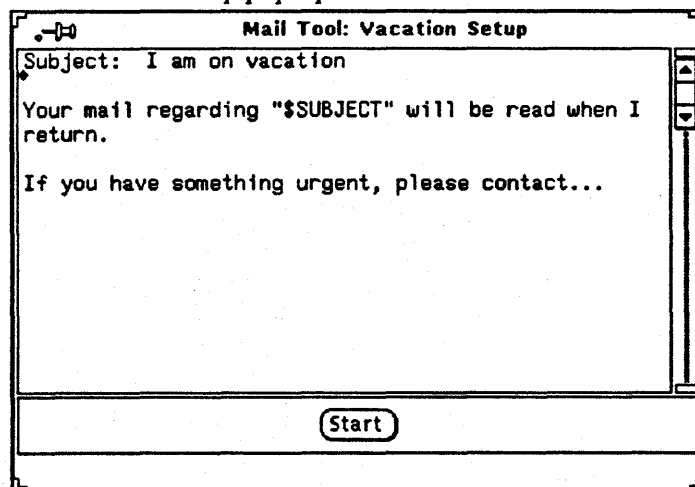 Mail Tool: Vacation Setup
Subject: I am on vacation
Your mail regarding "$SUBJECT" will be read when I
return.
If you have something urgent, please contact...
Start